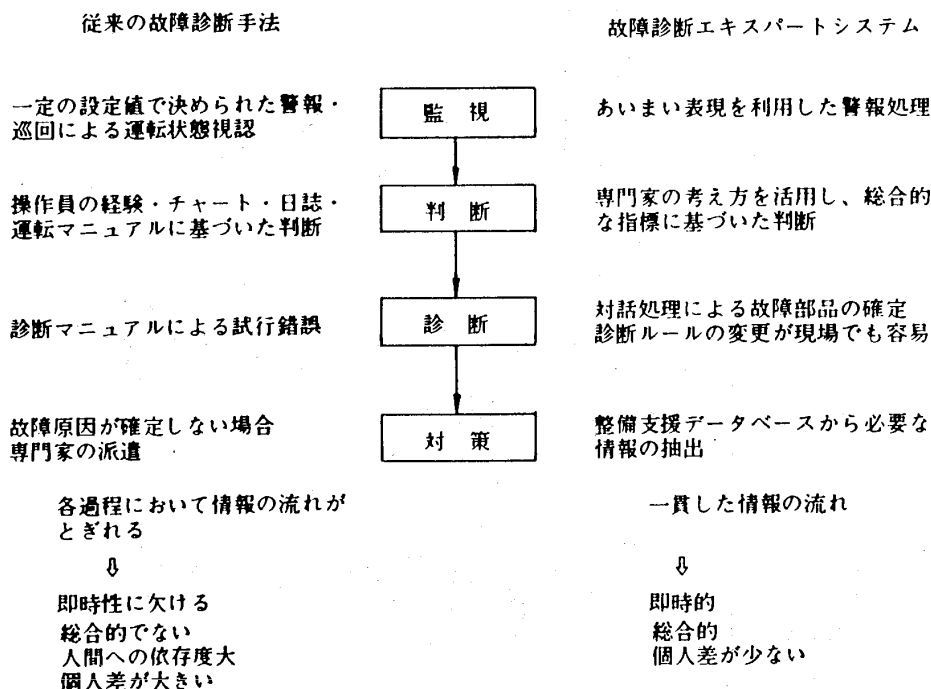 従来の故障診断手法
故障診断エキスパートシステム
一定の設定値で決められた警報・
巡回による運転状態視認
監 視
あいまい表現を利用した警報処理
操作員の経験・チャート・日誌・
運転マニュアルに基づいた判断
判 断
専門家の考え方を活用し、総合的
な指標に基づいた判断
診断マニュアルによる試行錯誤
診 断
対話処理による故障部品の確定
診断ルールの変更が現場でも容易
故障原因が確定しない場合
専門家の派遣
対 策
整備支援データベースから必要な
情報の抽出
各過程において情報の流れが
とぎれる
⇩
即時性に欠ける
総合的でない
人間への依存度大
個人差が大きい
一貫した情報の流れ
⇩
即時的
総合的
個人差が少ない